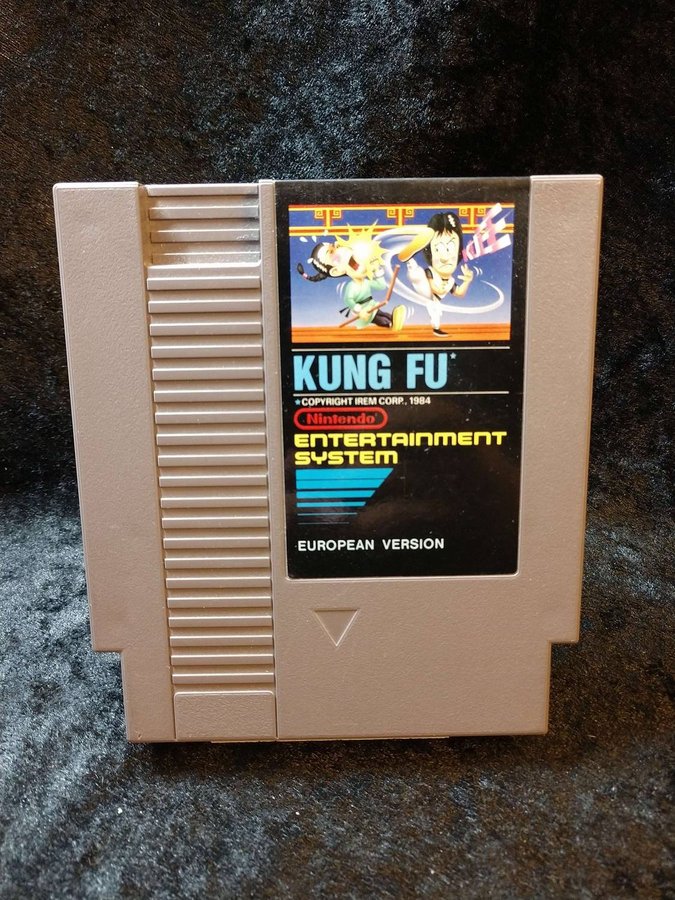 KUNG FU*
*COPYRIGHT IREM CORP., 1984
Nintendo®
ENTERTAINMENT
SYSTEM
EUROPEAN VERSION